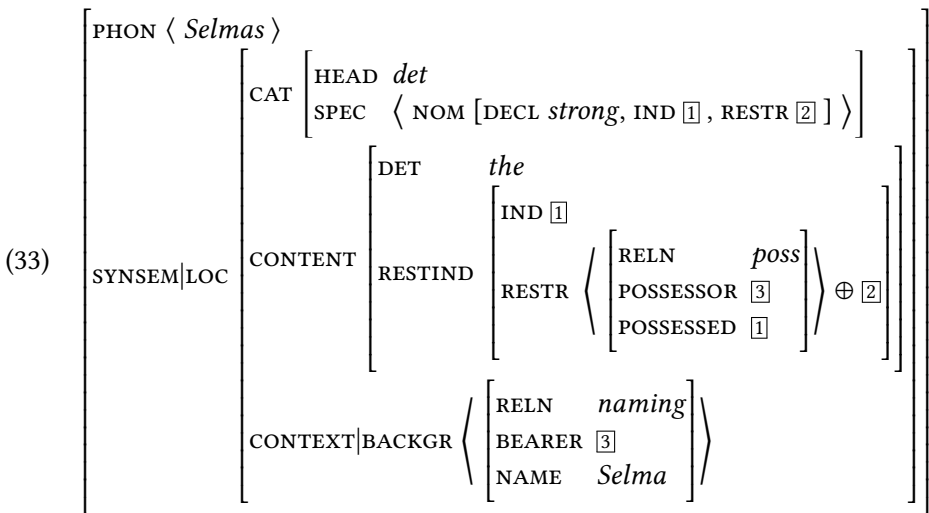 PHON ⟨ Selmas ⟩
HEAD det
CAT
SPEC ⟨ NOM [DECL strong, IND 1 , RESTR 2 ] ⟩
DET the
IND 1
RELN poss
(33) SYNSEM|LOC CONTENT RESTIND RESTR ⟨ POSSESSOR 3 ⟩ ⊕ 2
POSSESSED 1
RELN naming
CONTEXT|BACKGR ⟨ BEARER 3 ⟩
NAME Selma